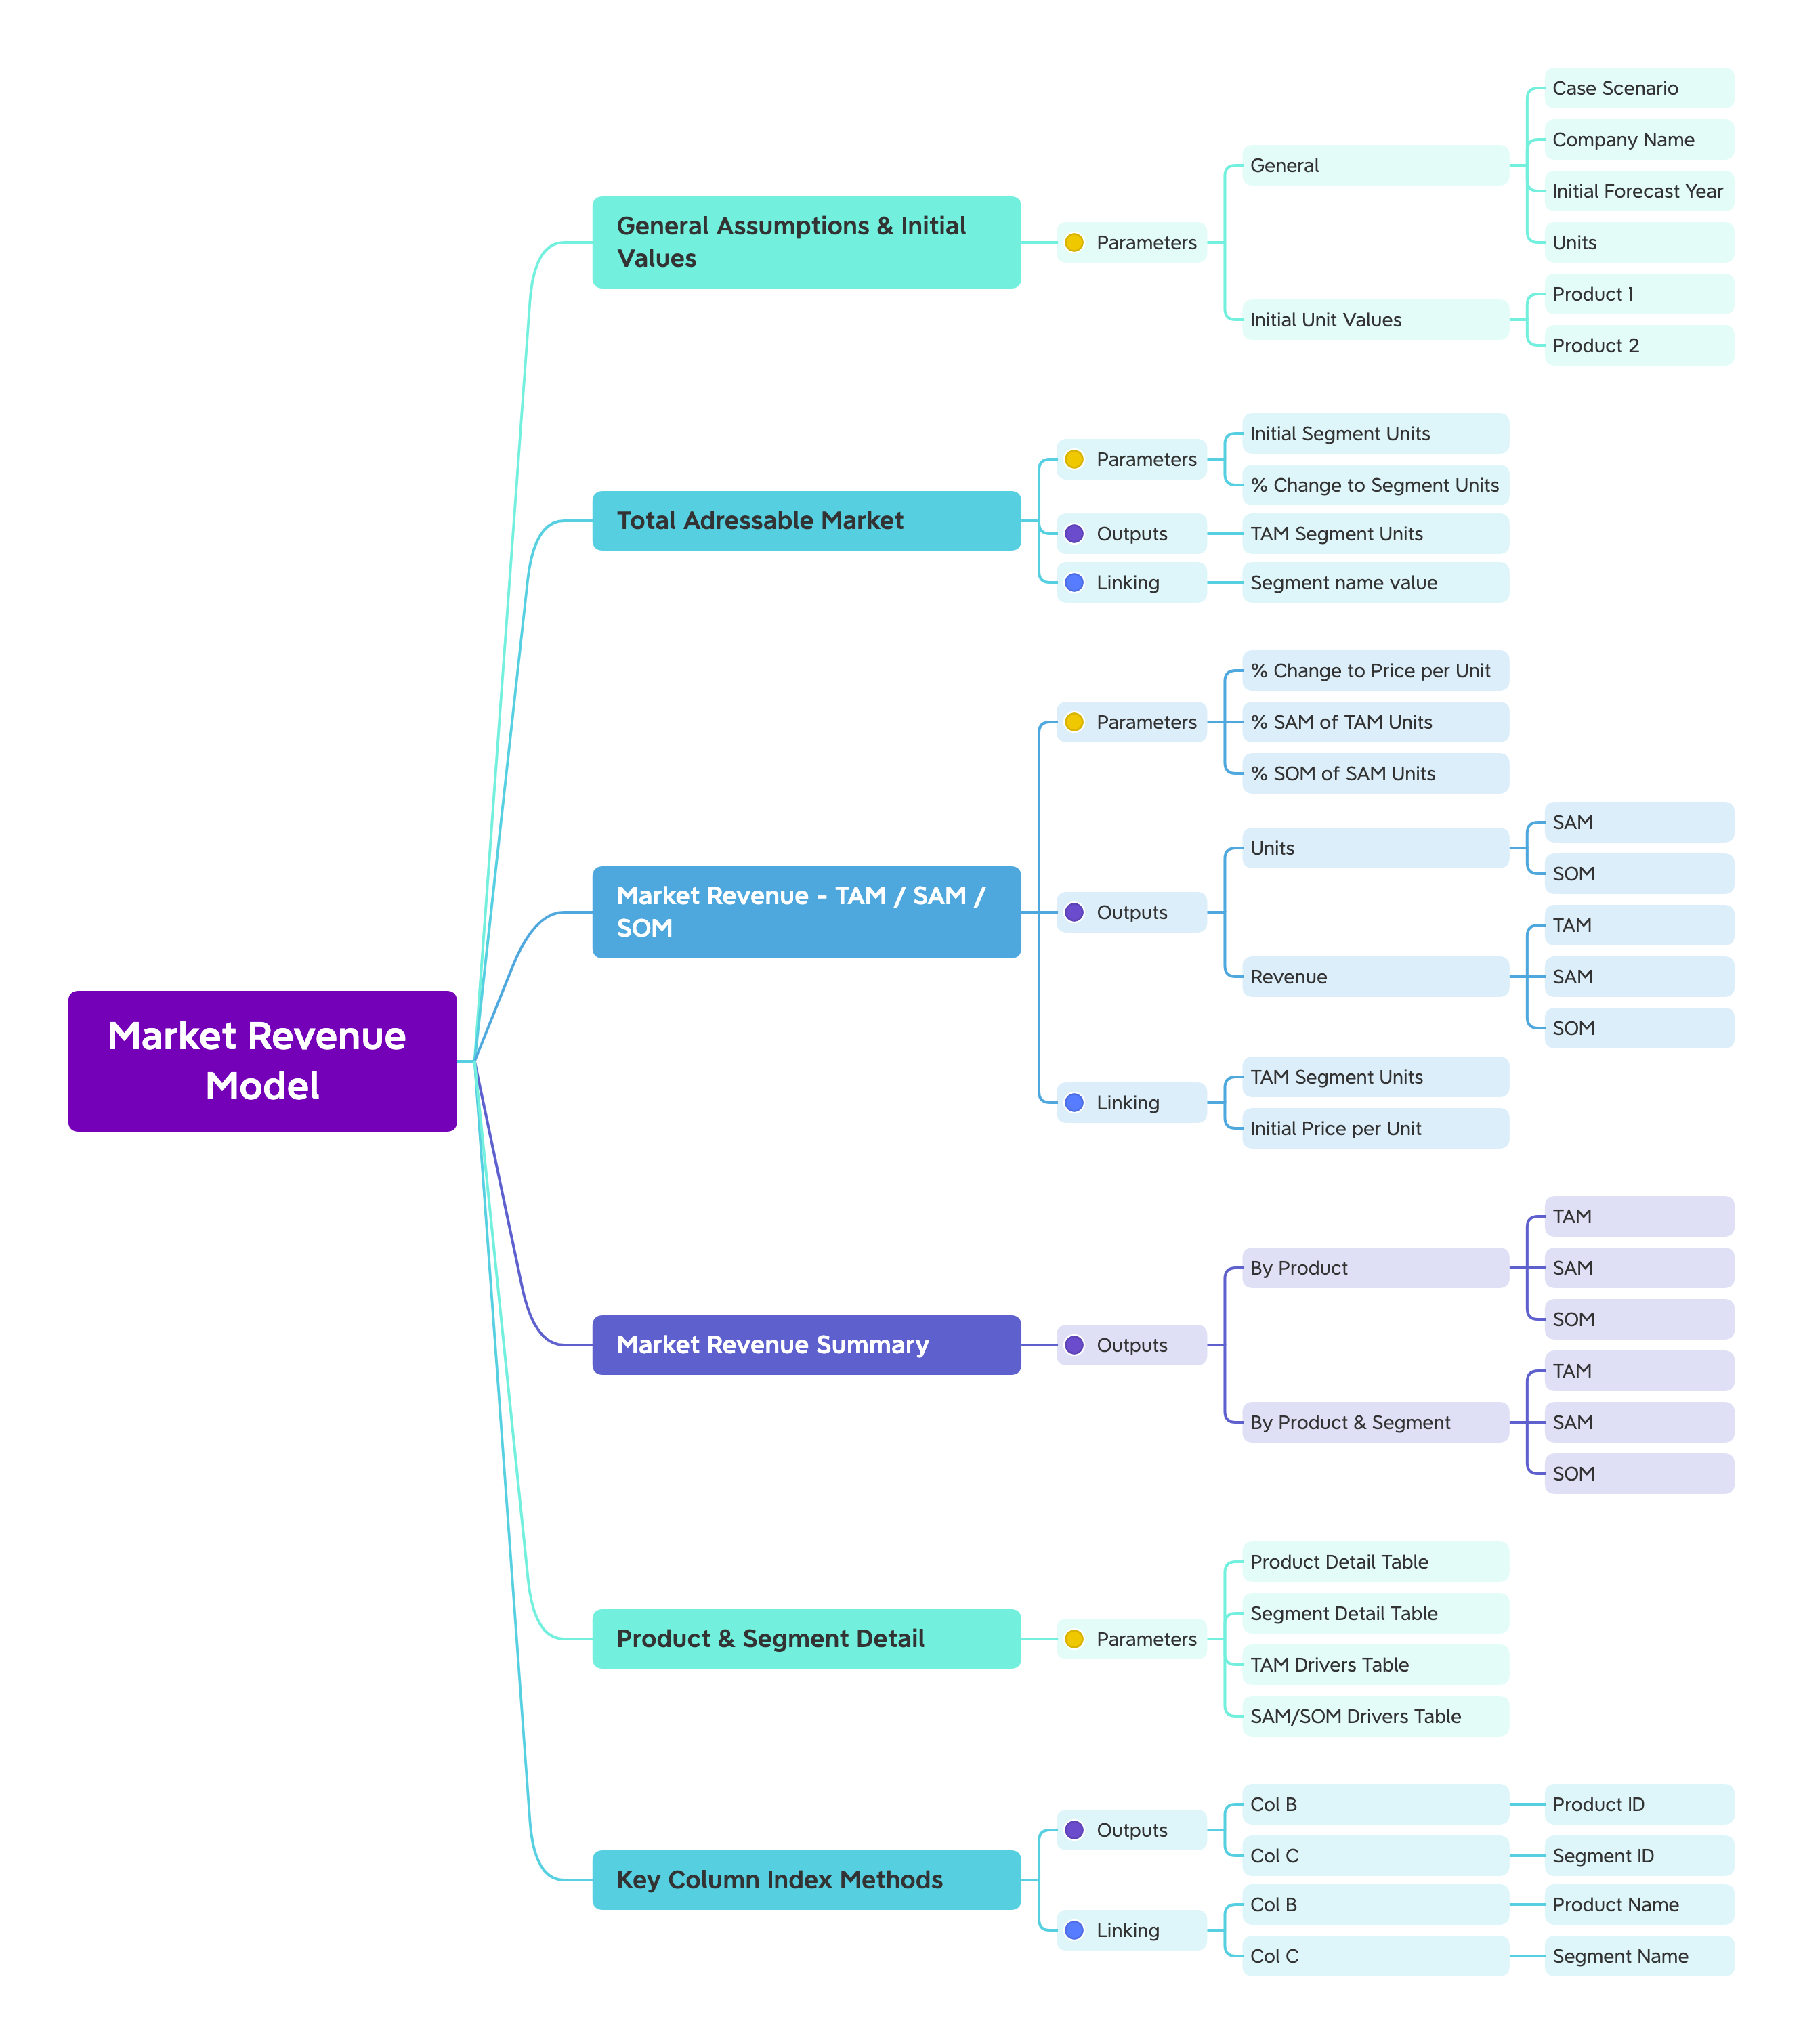 Market Revenue
Model
General Assumptions & Initial
Values
Parameters
General
Case Scenario
Company Name
Initial Forecast Year
Units
Initial Unit Values
Product 1
Product 2
Total Adressable Market
Parameters
Initial Segment Units
% Change to Segment Units
Outputs
TAM Segment Units
Linking
Segment name value
Market Revenue - TAM / SAM /
SOM
Parameters
% Change to Price per Unit
% SAM of TAM Units
% SOM of SAM Units
Outputs
Units
SAM
SOM
Revenue
TAM
SAM
SOM
Linking
TAM Segment Units
Initial Price per Unit
Market Revenue Summary
Outputs
By Product
TAM
SAM
SOM
By Product & Segment
TAM
SAM
SOM
Product & Segment Detail
Parameters
Product Detail Table
Segment Detail Table
TAM Drivers Table
SAM/SOM Drivers Table
Key Column Index Methods
Outputs
Col B
Product ID
Col C
Segment ID
Linking
Col B
Product Name
Col C
Segment Name